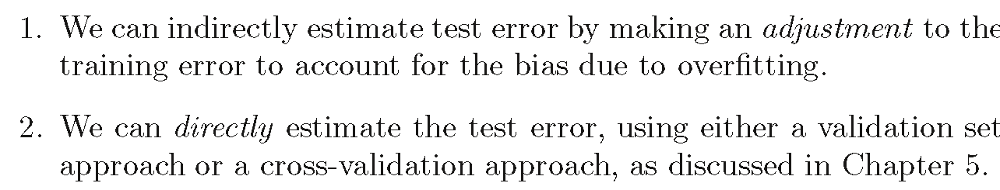 1. We can indirectly estimate test error by making an adjustment to the
training error to account for the bias due to overfitting.
2. We can directly estimate the test error, using either a validation set
approach or a cross-validation approach, as discussed in Chapter 5.